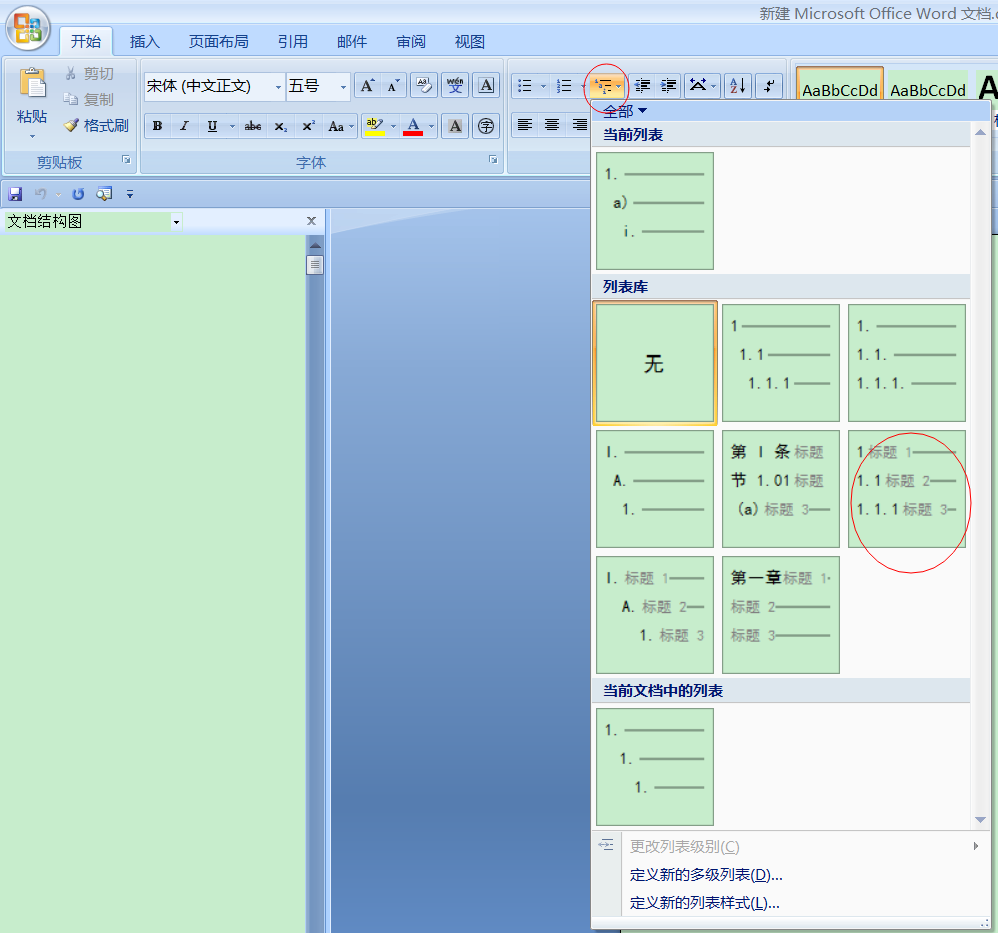 新建 Microsoft Office Word 文档.
开始 插入 页面布局 引用 邮件 审阅 视图
剪切
复制
格式刷
粘贴
剪贴板
宋体 (中文正文) 五号
A A wén A
B I U abc X₂ X² Aa ab A A 字
字体
AaBbCcDd AaBbCcDd A
文档结构图
全部
当前列表
1.
a)
i.
列表库
无
1
1.1
1.1.1
1.
1.1.
1.1.1.
I.
A.
1.
第 I 条 标题
节 1.01 标题
(a) 标题 3
1 标题 1
1.1 标题 2
1.1.1 标题 3
I. 标题 1
A. 标题 2
1. 标题 3
第一章 标题 1
标题 2
标题 3
当前文档中的列表
1.
1.
1.
更改列表级别(C)
定义新的多级列表(D)...
定义新的列表样式(L)...